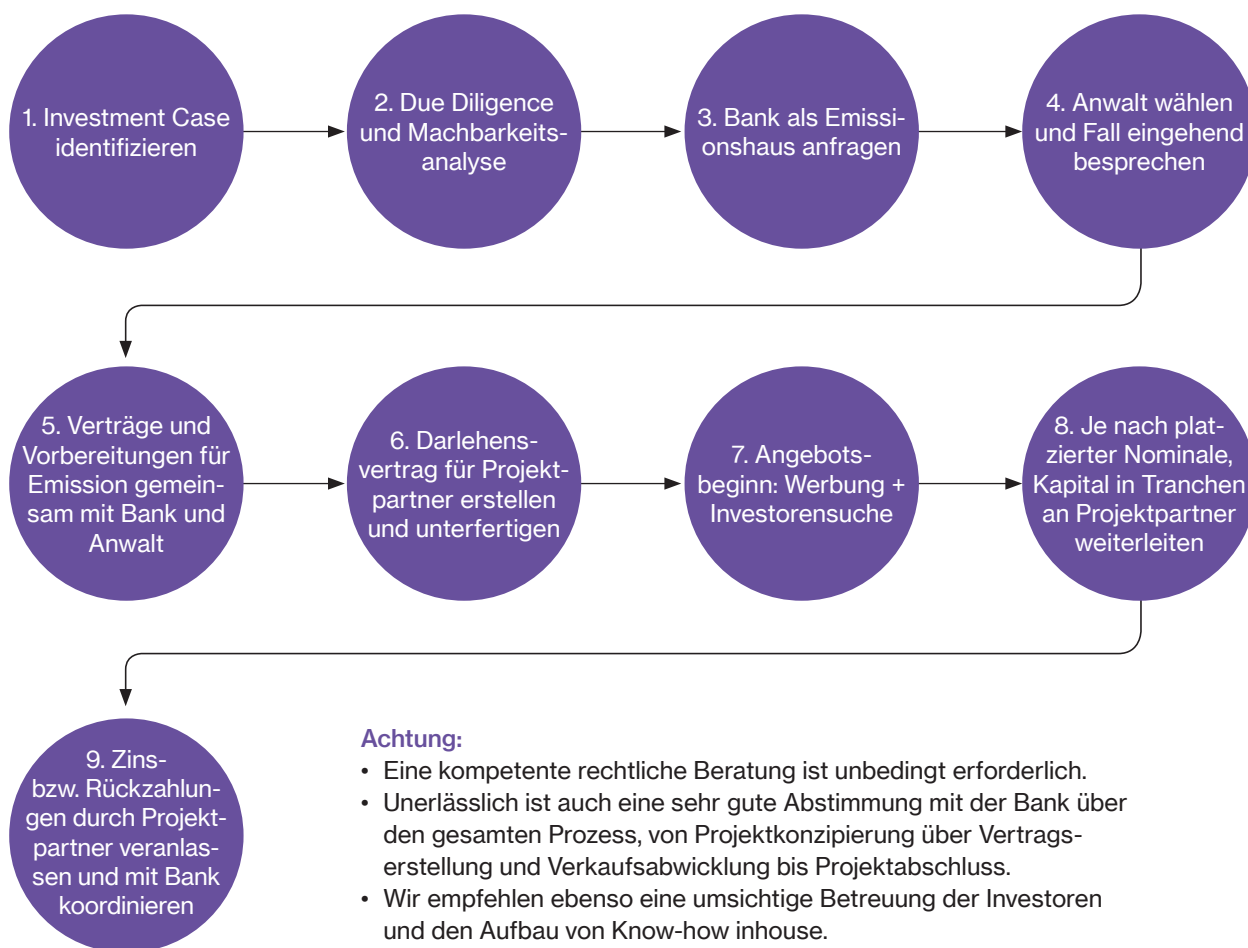 1. Investment Case
identifizieren
2. Due Diligence
und Machbarkeits-
analyse
3. Bank als Emissi-
onshaus anfragen
4. Anwalt wählen
und Fall eingehend
besprechen
5. Verträge und
Vorbereitungen für
Emission gemein-
sam mit Bank und
Anwalt
6. Darlehens-
vertrag für Projekt-
partner erstellen
und unterfertigen
7. Angebots-
beginn: Werbung +
Investorensuche
8. Je nach plat-
zierter Nominale,
Kapital in Tranchen
an Projektpartner
weiterleiten
9. Zins-
bzw. Rückzahlun-
gen durch Projekt-
partner veranlas-
sen und mit Bank
koordinieren
Achtung:
• Eine kompetente rechtliche Beratung ist unbedingt erforderlich.
• Unerlässlich ist auch eine sehr gute Abstimmung mit der Bank über
den gesamten Prozess, von Projektkonzipierung über Vertrags-
erstellung und Verkaufsabwicklung bis Projektabschluss.
• Wir empfehlen ebenso eine umsichtige Betreuung der Investoren
und den Aufbau von Know-how inhouse.